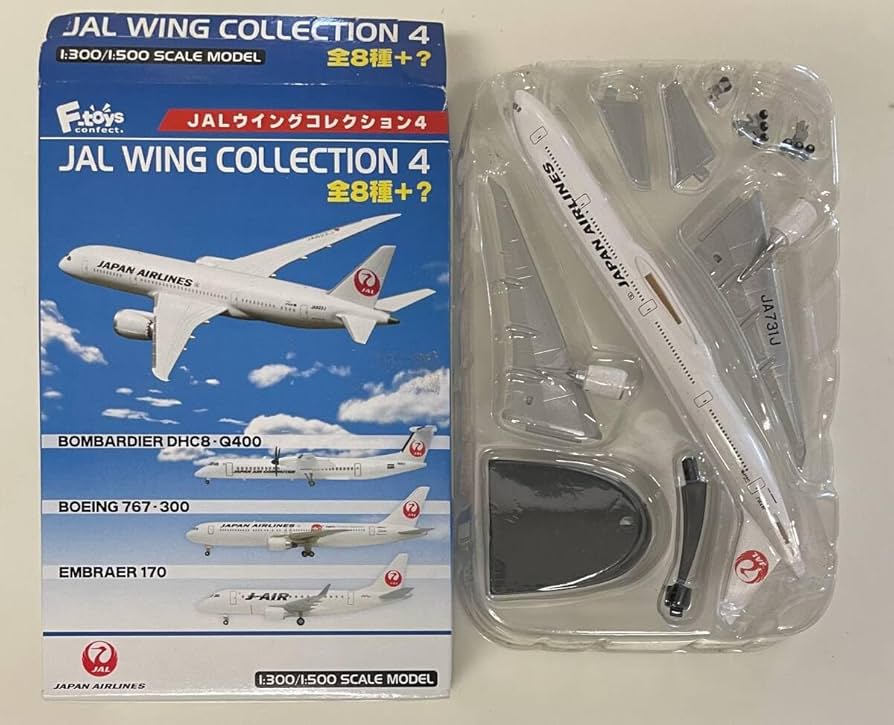 JAL WING COLLECTION 4
1:300/1:500 SCALE MODEL
全8種+?
F-toys
confect.
JALウイングコレクション4
JAL WING COLLECTION 4
全8種+?
JAPAN AIRLINES
JAL
BOMBARDIER DHC8-Q400
BOEING 767-300
JAPAN AIRLINES
EMBRAER 170
J-AIR
JAL
JAPAN AIRLINES
1:300/1:500 SCALE MODEL
JAPAN AIRLINES
JA731J
JAL